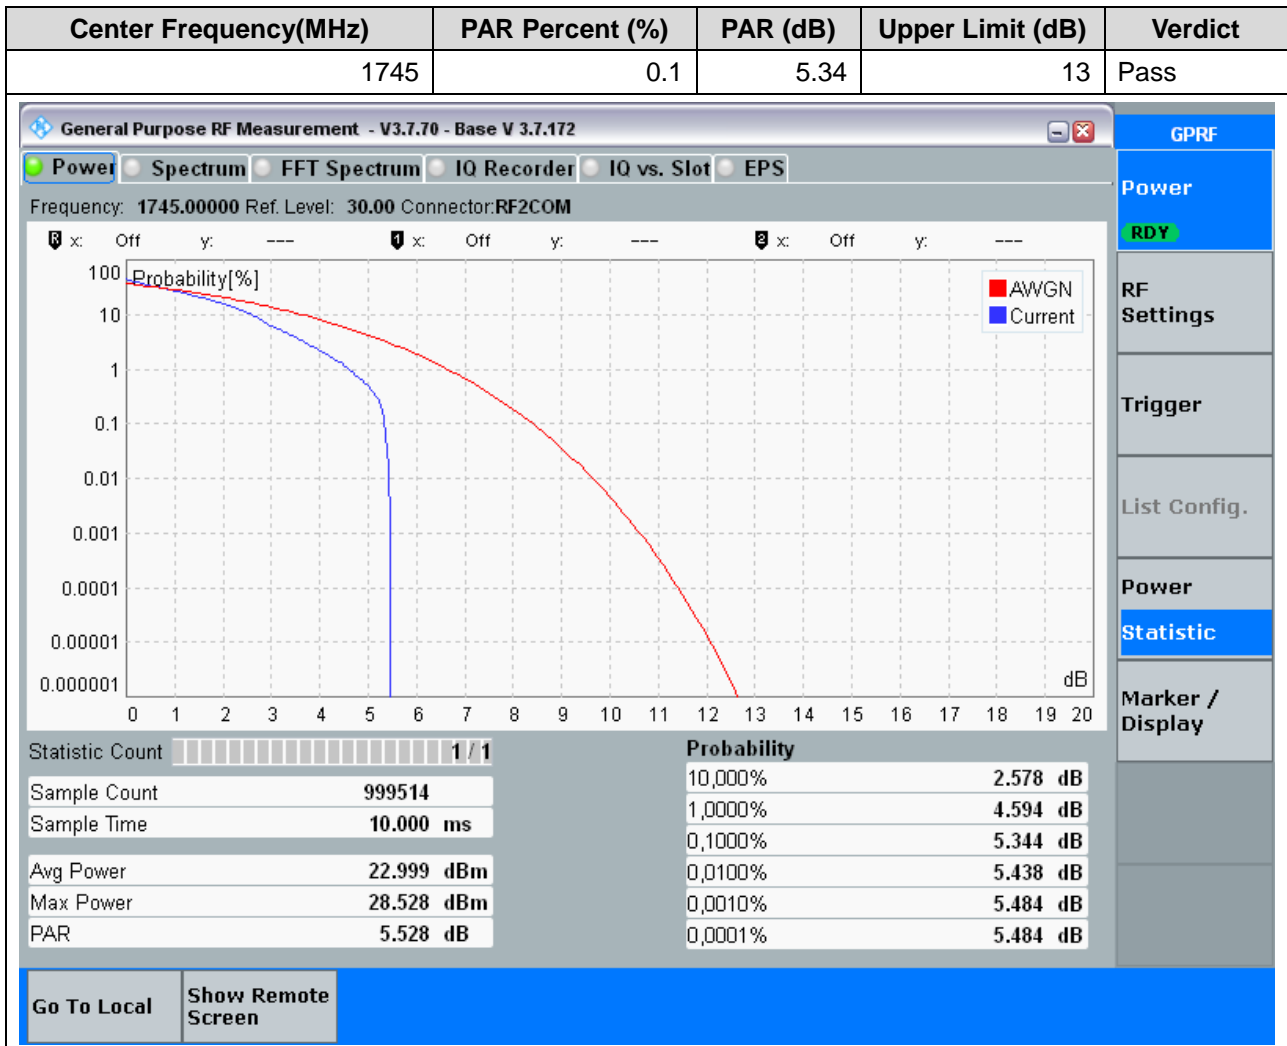 Center Frequency(MHz) PAR Percent (%) PAR (dB) Upper Limit (dB) Verdict
1745 0.1 5.34 13 Pass
General Purpose RF Measurement - V3.7.70 - Base V 3.7.172
GPRF
Power Spectrum FFT Spectrum IQ Recorder IQ vs. Slot EPS
Power
RDY
Frequency: 1745.00000 Ref. Level: 30.00 Connector:RF2COM
R x: Off y: --- 1 x: Off y: --- 2 x: Off y: ---
Probability[%]
100
10
1
0.1
0.01
0.001
0.0001
0.00001
0.000001
AWGN
Current
dB
0 1 2 3 4 5 6 7 8 9 10 11 12 13 14 15 16 17 18 19 20
RF
Settings
Trigger
List Config.
Power
Statistic
Marker /
Display
Statistic Count 1 / 1
Sample Count 999514
Sample Time 10.000 ms
Avg Power 22.999 dBm
Max Power 28.528 dBm
PAR 5.528 dB
Probability
10,000% 2.578 dB
1,0000% 4.594 dB
0,1000% 5.344 dB
0,0100% 5.438 dB
0,0010% 5.484 dB
0,0001% 5.484 dB
Go To Local
Show Remote
Screen